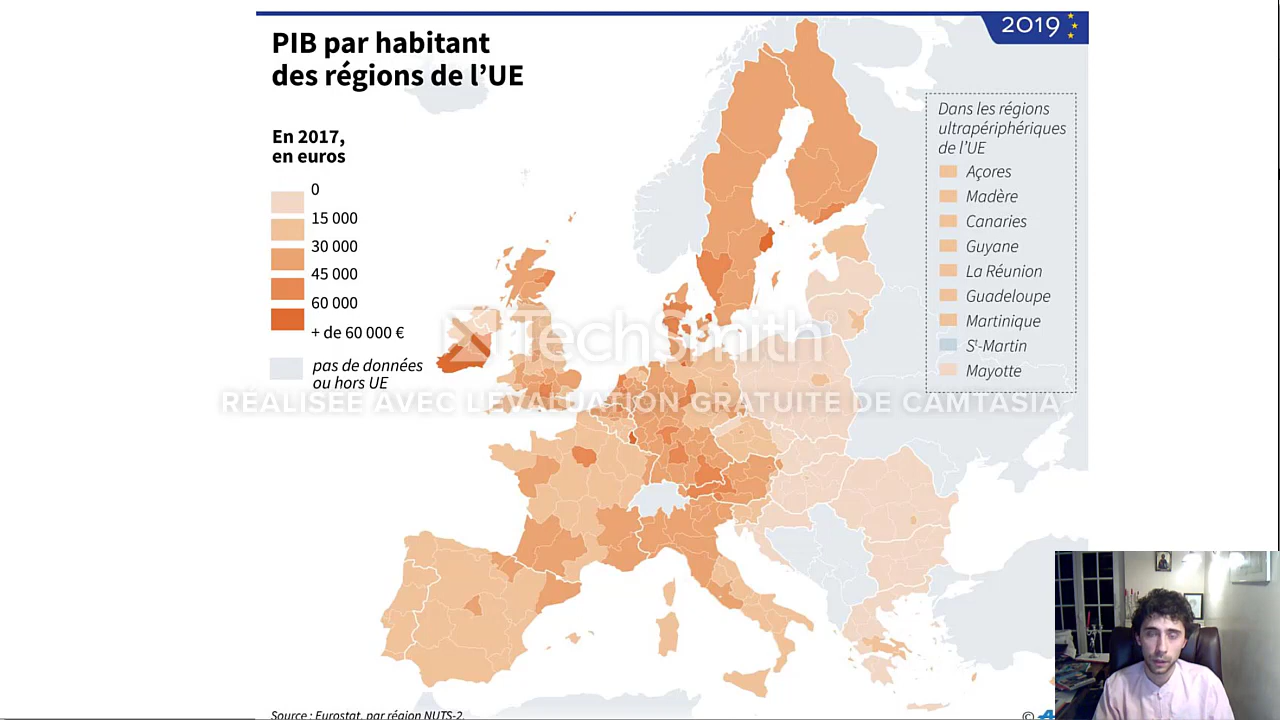 2019
PIB par habitant
des régions de l'UE
En 2017,
en euros
0
15 000
30 000
45 000
60 000
+ de 60 000 €
pas de données
ou hors UE
Dans les régions
ultrapériphériques
de l'UE
Açores
Madère
Canaries
Guyane
La Réunion
Guadeloupe
Martinique
St-Martin
Mayotte
TechSmith
RÉALISÉE AVEC L'ÉVALUATION GRATUITE DE CAMTASIA
Source : Eurostat, par région NUTS-2.
©